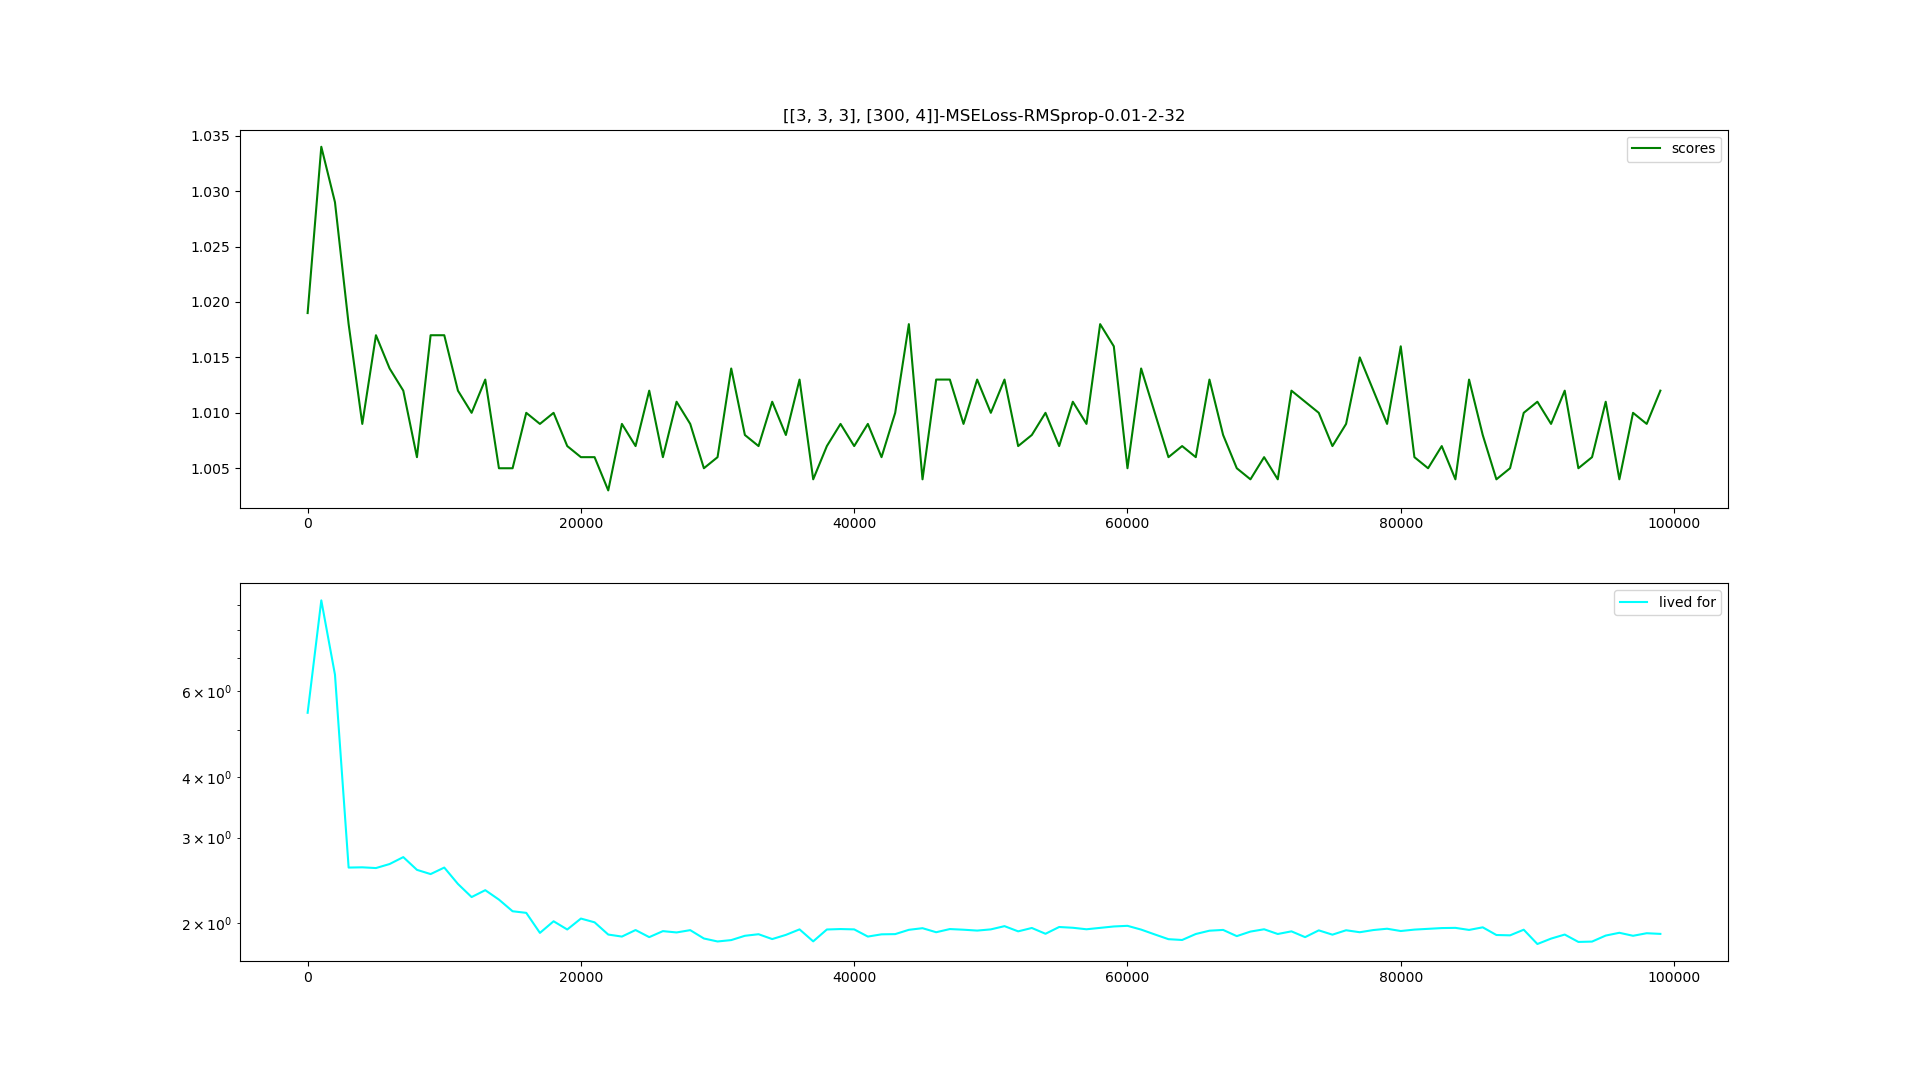 [[3, 3, 3], [300, 4]]-MSELoss-RMSprop-0.01-2-32
1.035
1.030
1.025
1.020
1.015
1.010
1.005
scores
0 20000 40000 60000 80000 100000
6 × 10⁰
4 × 10⁰
3 × 10⁰
2 × 10⁰
lived for
0 20000 40000 60000 80000 100000